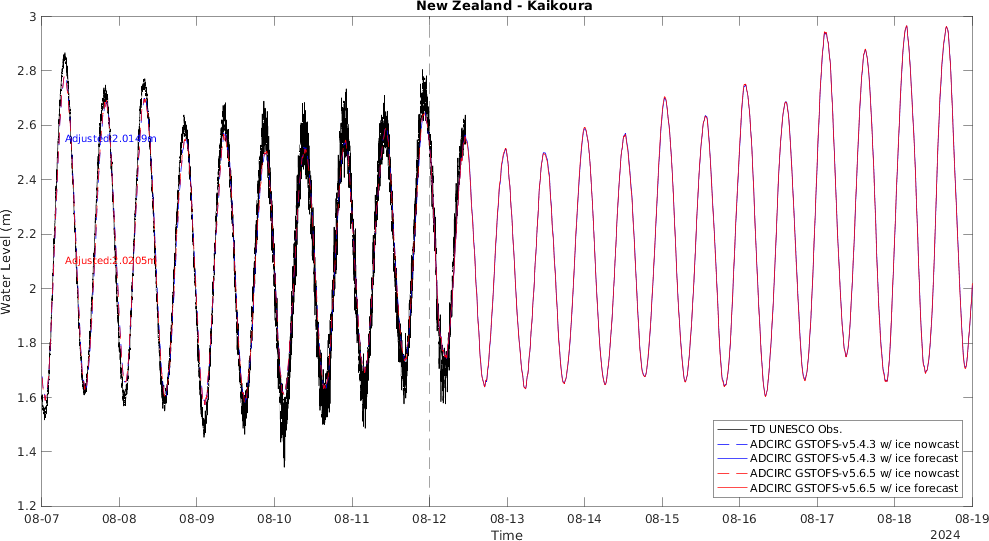 New Zealand - Kaikoura
Water Level (m)
3
2.8
2.6
2.4
2.2
2
1.8
1.6
1.4
1.2
Adjusted:2.0149m
Adjusted:2.0205m
TD UNESCO Obs.
ADCIRC GSTOFS-v5.4.3 w/ ice nowcast
ADCIRC GSTOFS-v5.4.3 w/ ice forecast
ADCIRC GSTOFS-v5.6.5 w/ ice nowcast
ADCIRC GSTOFS-v5.6.5 w/ ice forecast
08-07 08-08 08-09 08-10 08-11 08-12 08-13 08-14 08-15 08-16 08-17 08-18 08-19
Time
2024